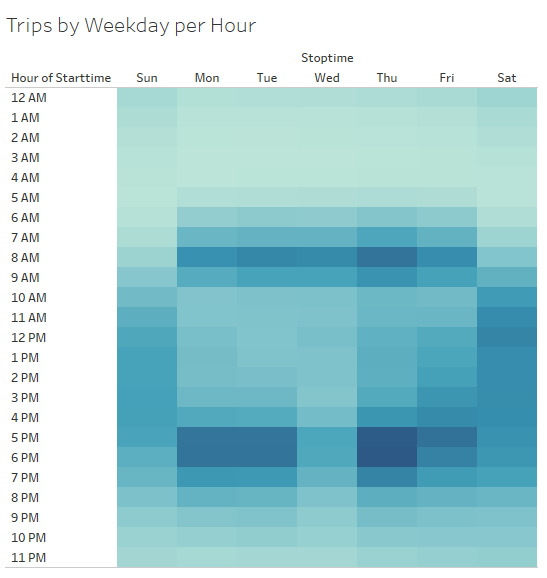 Trips by Weekday per Hour
Stoptime
Hour of Starttime Sun Mon Tue Wed Thu Fri Sat
12 AM
1 AM
2 AM
3 AM
4 AM
5 AM
6 AM
7 AM
8 AM
9 AM
10 AM
11 AM
12 PM
1 PM
2 PM
3 PM
4 PM
5 PM
6 PM
7 PM
8 PM
9 PM
10 PM
11 PM